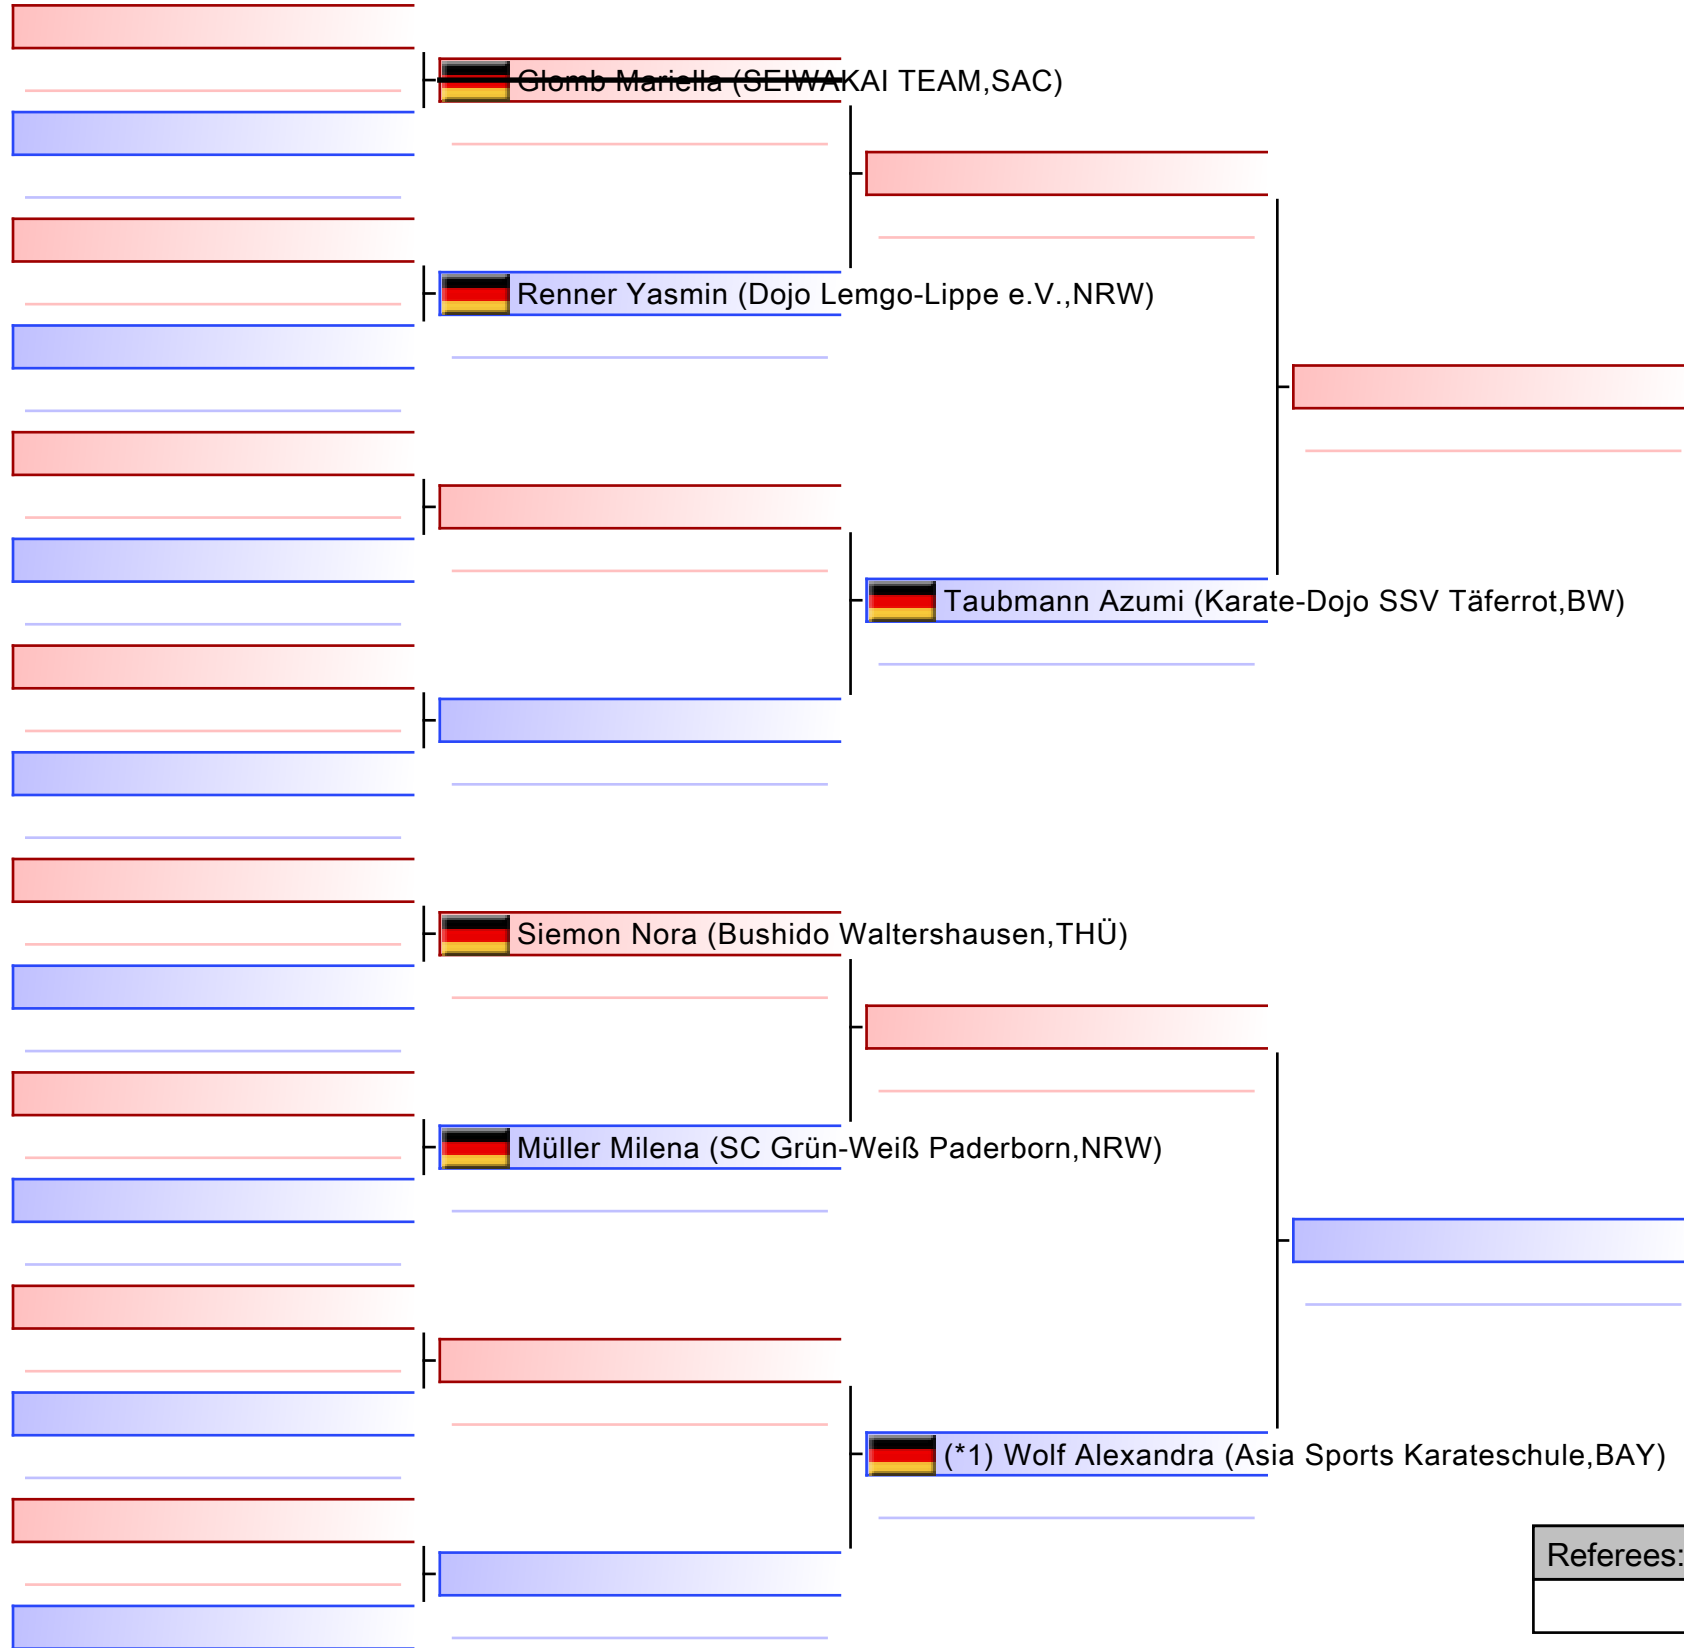 Glomb Mariella (SEIWAKAI TEAM,SAC)
Renner Yasmin (Dojo Lemgo-Lippe e.V.,NRW)
Taubmann Azumi (Karate-Dojo SSV Täferrot,BW)
Siemon Nora (Bushido Waltershausen,THÜ)
Müller Milena (SC Grün-Weiß Paderborn,NRW)
(*1) Wolf Alexandra (Asia Sports Karateschule,BAY)
Referees: